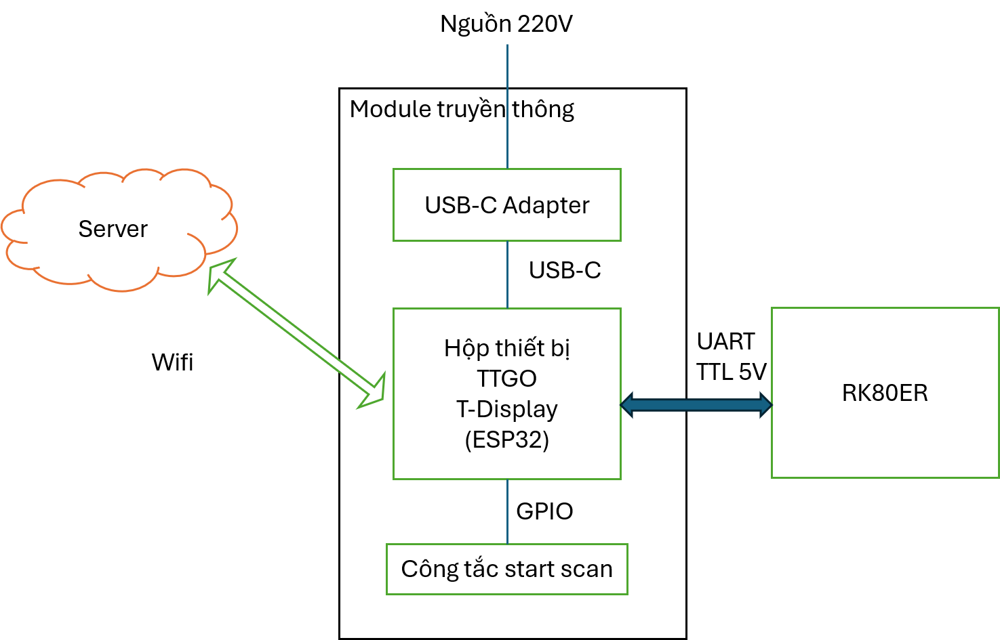 Nguồn 220V
Module truyền thông
USB-C Adapter
Server
USB-C
Hộp thiết bị
TTGO
T-Display
(ESP32)
UART
TTL 5V
RK80ER
Wifi
GPIO
Công tắc start scan